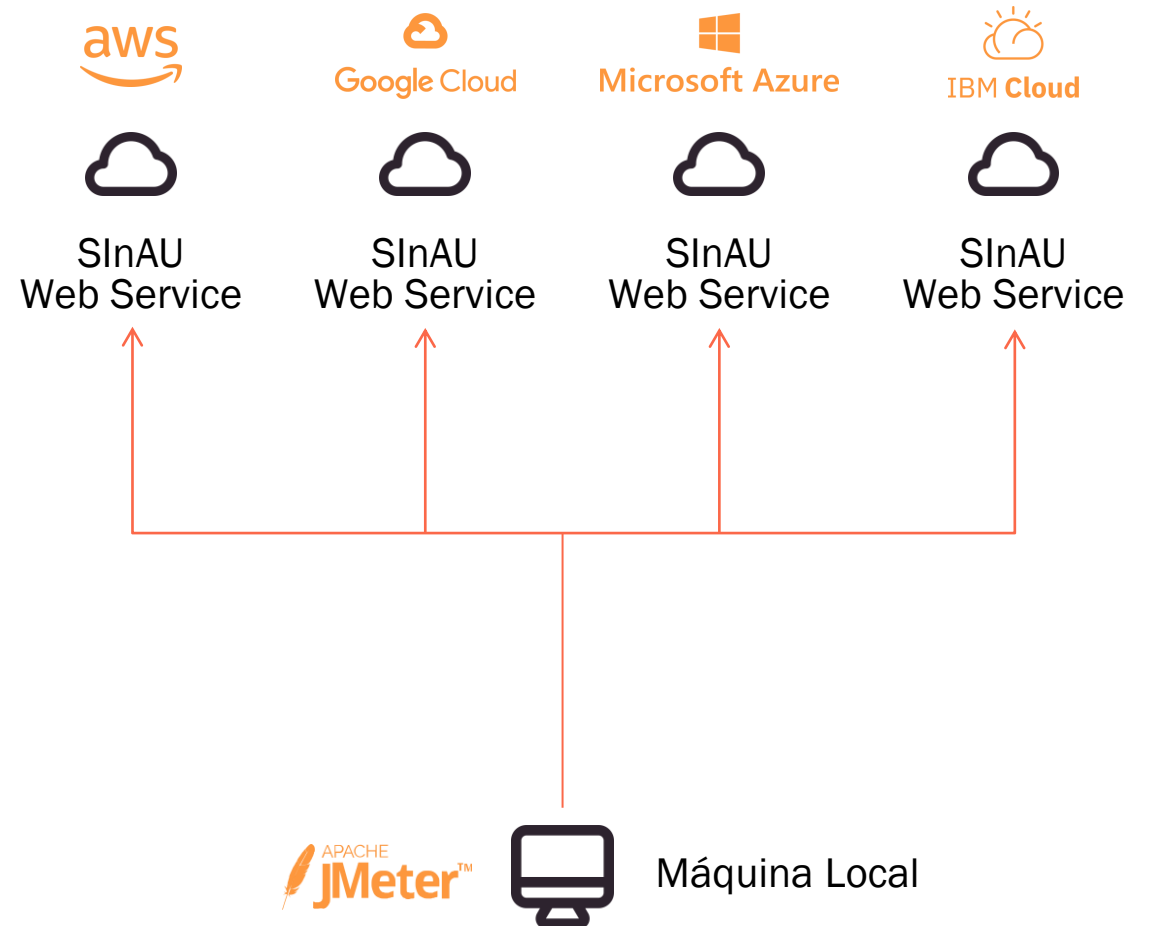 aws
Google Cloud
Microsoft Azure
IBM Cloud
SInAU
Web Service
SInAU
Web Service
SInAU
Web Service
SInAU
Web Service
APACHE
JMeter™
Máquina Local